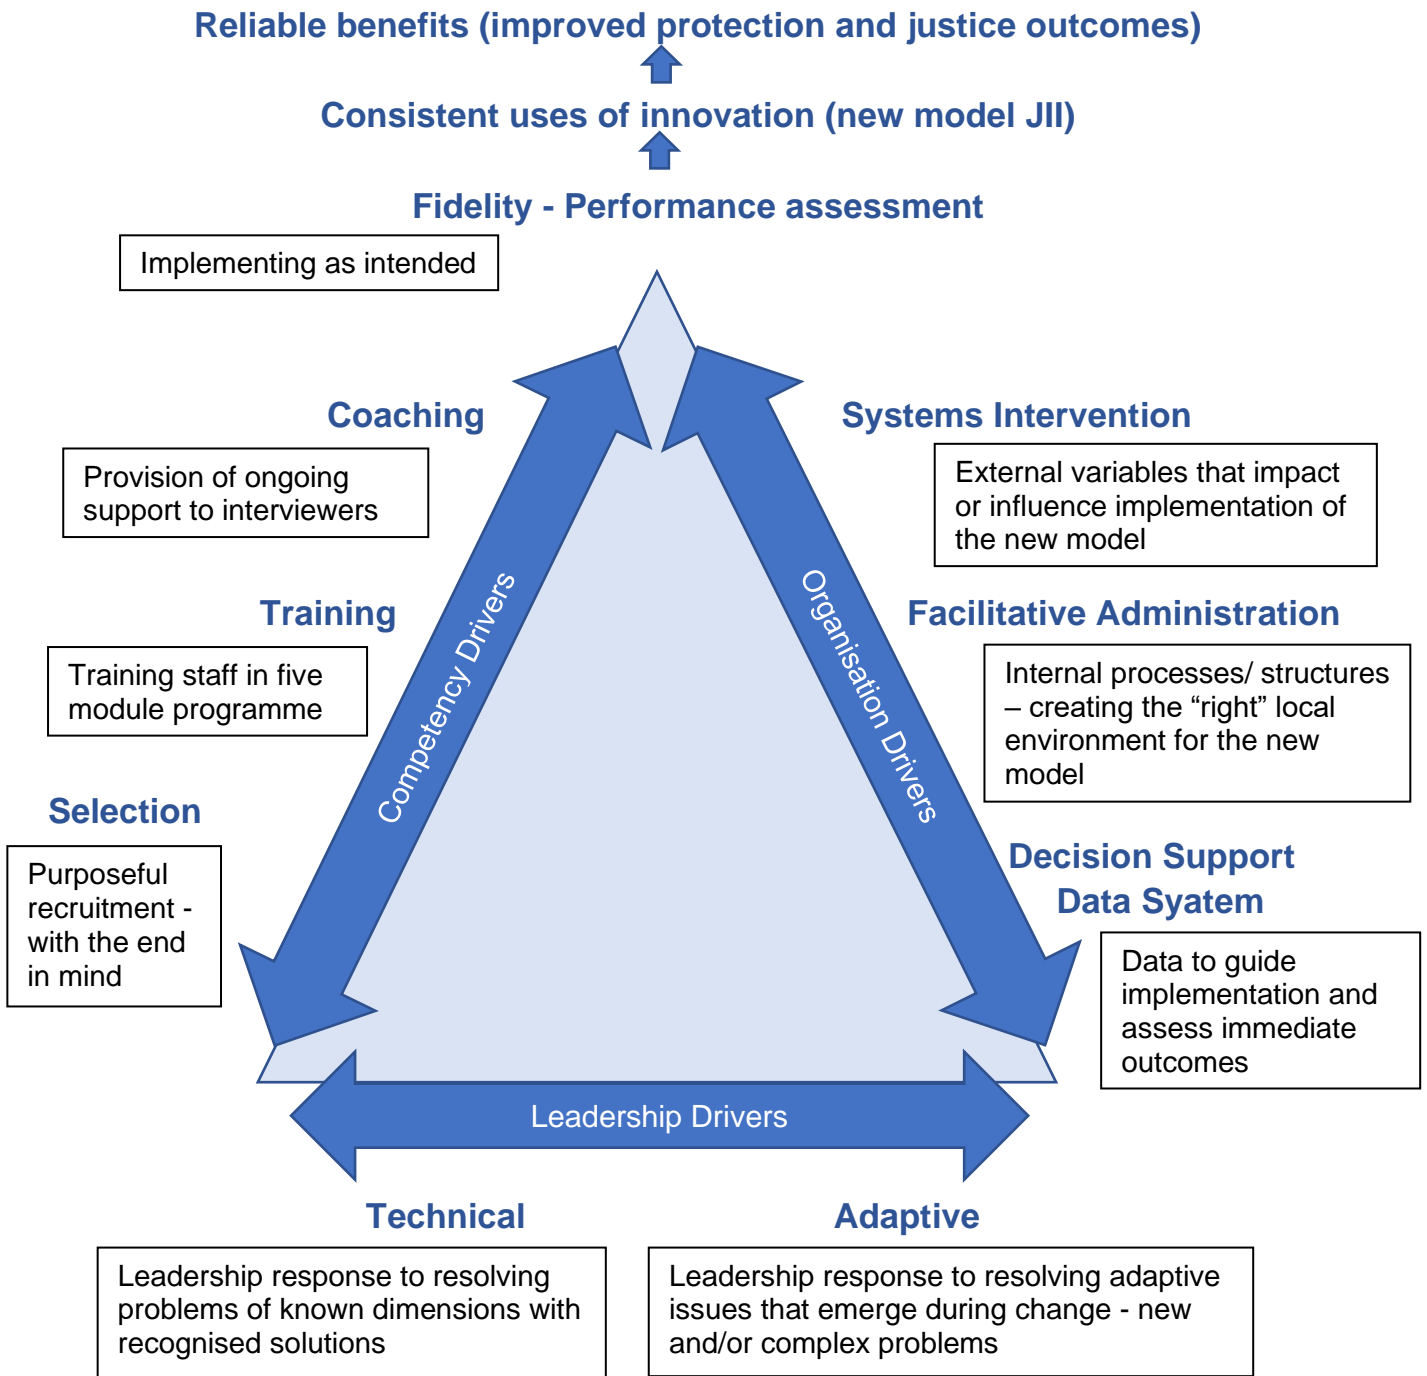 Reliable benefits (improved protection and justice outcomes)
Consistent uses of innovation (new model JII)
Fidelity - Performance assessment
Implementing as intended
Coaching
Provision of ongoing
support to interviewers
Training
Training staff in five
module programme
Selection
Purposeful
recruitment -
with the end
in mind
Competency Drivers
Systems Intervention
External variables that impact
or influence implementation of
the new model
Facilitative Administration
Internal processes/ structures
– creating the “right” local
environment for the new
model
Decision Support
Data Syatem
Data to guide
implementation and
assess immediate
outcomes
Organisation Drivers
Leadership Drivers
Technical
Leadership response to resolving
problems of known dimensions with
recognised solutions
Adaptive
Leadership response to resolving adaptive
issues that emerge during change - new
and/or complex problems